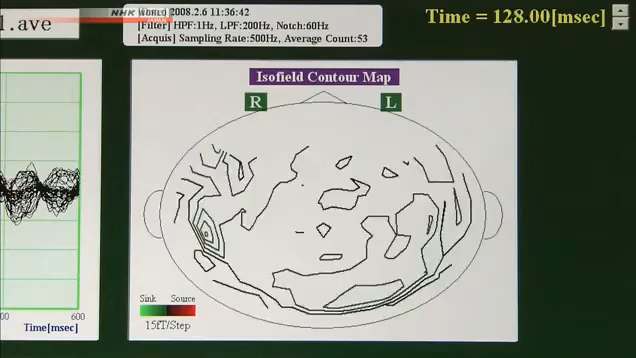 NHK WORLD
JAPAN
2008.2.6 11:36:42
[Filter] HPF:1Hz, LPF:200Hz, Notch:60Hz
[Acquis] Sampling Rate:500Hz, Average Count:53
Time = 128.00[msec]
1.ave
Isofield Contour Map
R
L
Sink Source
15fT/Step
00
600
Time[msec]